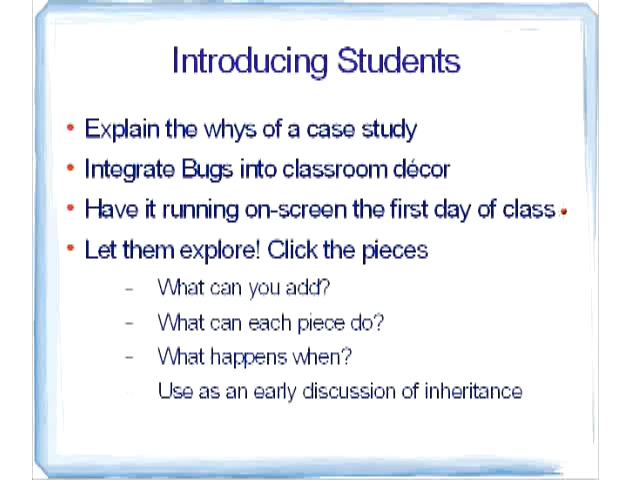 Introducing Students
• Explain the whys of a case study
• Integrate Bugs into classroom décor
• Have it running on-screen the first day of class
• Let them explore! Click the pieces
– What can you add?
– What can each piece do?
– What happens when?
Use as an early discussion of inheritance